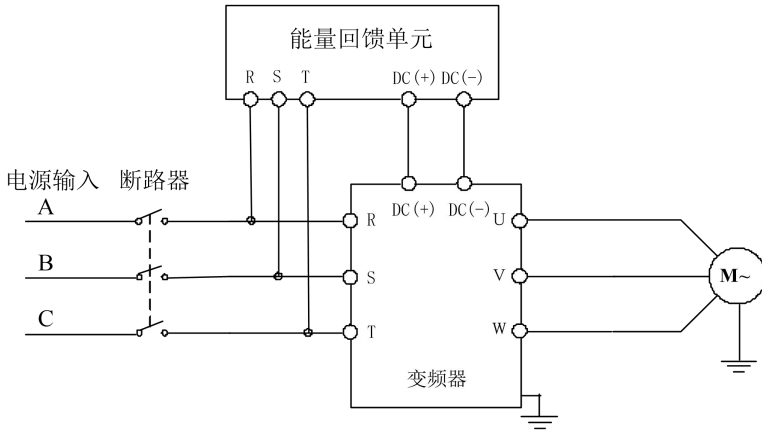 能量回馈单元
R S T DC(+) DC(-)
电源输入 断路器
A
B
C
DC(+) DC(-)
R U
S V
T W
M~
变频器